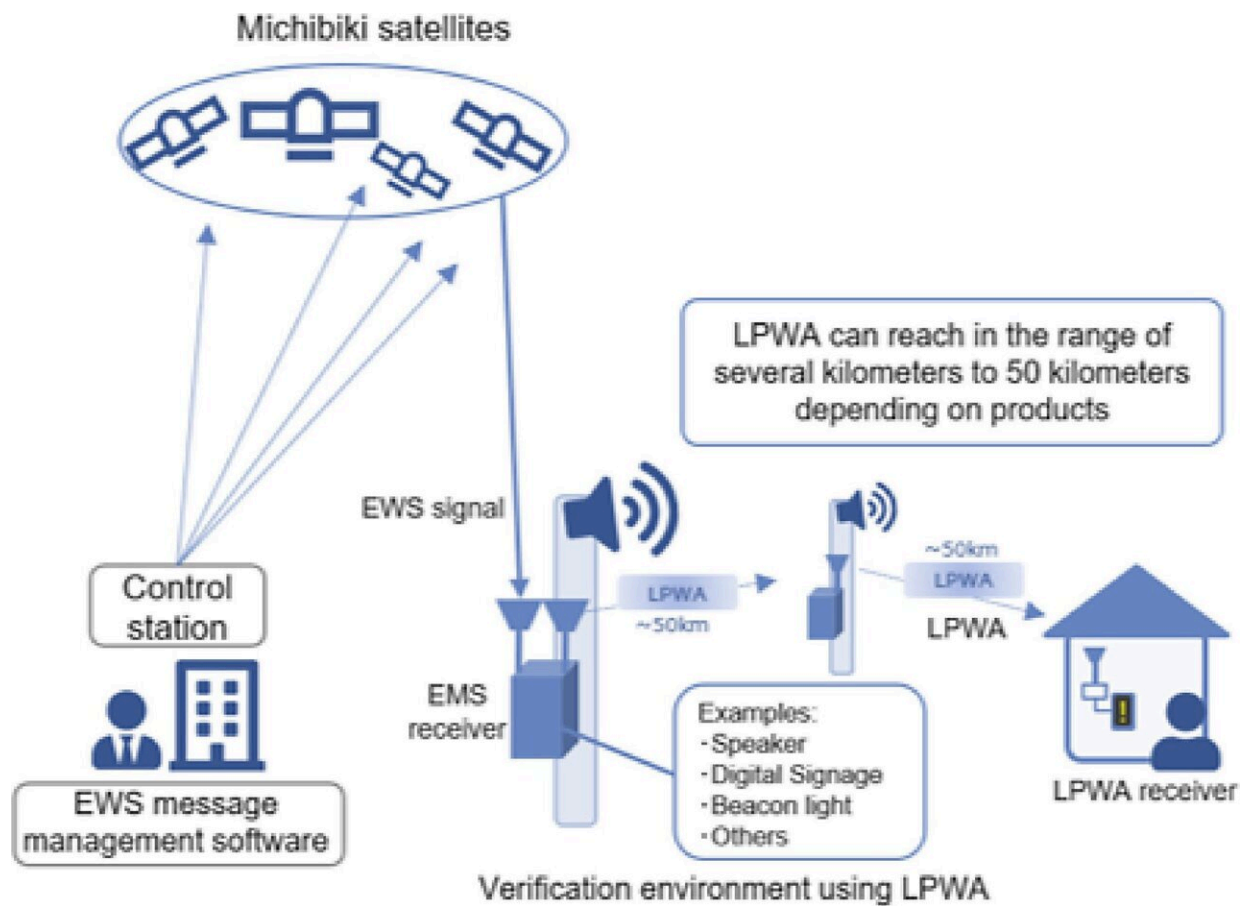 Michibiki satellites
LPWA can reach in the range of
several kilometers to 50 kilometers
depending on products
EWS signal
~50km
LPWA
LPWA
~50km
LPWA
Control
station
EMS
receiver
Examples:
・Speaker
・Digital Signage
・Beacon light
・Others
LPWA receiver
EWS message
management software
Verification environment using LPWA